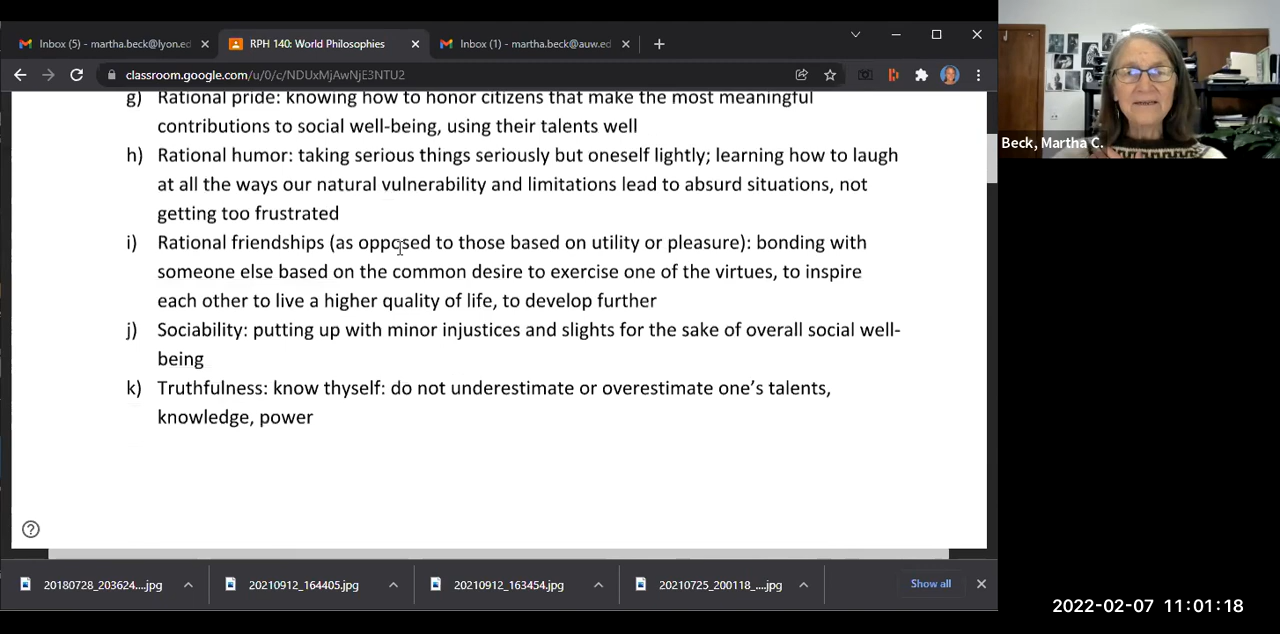 Inbox (5) - martha.beck@lyon.ed
RPH 140: World Philosophies
Inbox (1) - martha.beck@auw.ed
classroom.google.com/u/0/c/NDUxMjAwNjE3NTU2
g) Rational pride: knowing how to honor citizens that make the most meaningful
contributions to social well-being, using their talents well
h) Rational humor: taking serious things seriously but oneself lightly; learning how to laugh
at all the ways our natural vulnerability and limitations lead to absurd situations, not
getting too frustrated
i) Rational friendships (as opposed to those based on utility or pleasure): bonding with
someone else based on the common desire to exercise one of the virtues, to inspire
each other to live a higher quality of life, to develop further
j) Sociability: putting up with minor injustices and slights for the sake of overall social well-
being
k) Truthfulness: know thyself: do not underestimate or overestimate one's talents,
knowledge, power
Beck, Martha C.
20180728_203624....jpg
20210912_164405.jpg
20210912_163454.jpg
20210725_200118_....jpg
Show all
2022-02-07 11:01:18